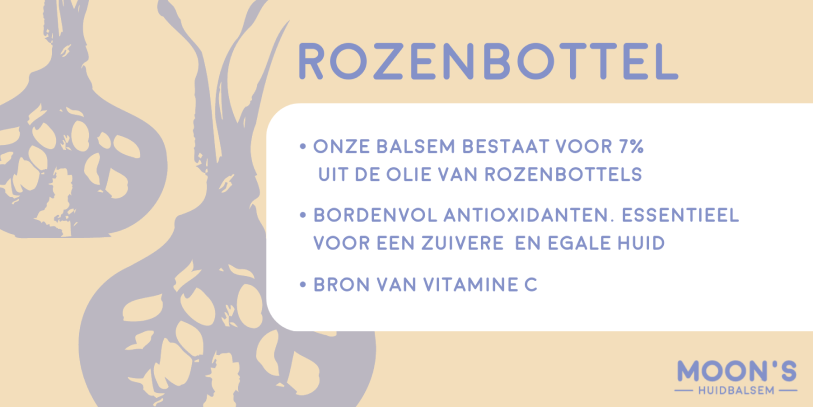 ROZENBOTTEL
• ONZE BALSEM BESTAAT VOOR 7%
UIT DE OLIE VAN ROZENBOTTELS
• BORDENVOL ANTIOXIDANTEN. ESSENTIEEL
VOOR EEN ZUIVERE EN EGALE HUID
• BRON VAN VITAMINE C
MOON'S
HUIDBALSEM